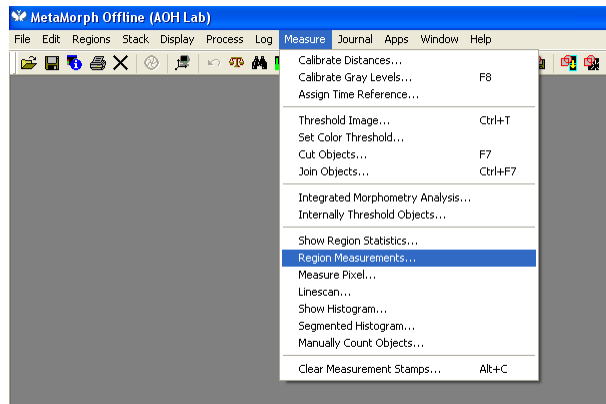 MetaMorph Offline (AOH Lab)
File Edit Regions Stack Display Process Log Measure Journal Apps Window Help
Calibrate Distances...
Calibrate Gray Levels... F8
Assign Time Reference...
Threshold Image... Ctrl+T
Set Color Threshold...
Cut Objects... F7
Join Objects... Ctrl+F7
Integrated Morphometry Analysis...
Internally Threshold Objects...
Show Region Statistics...
Region Measurements...
Measure Pixel...
Linescan...
Show Histogram...
Segmented Histogram...
Manually Count Objects...
Clear Measurement Stamps... Alt+C